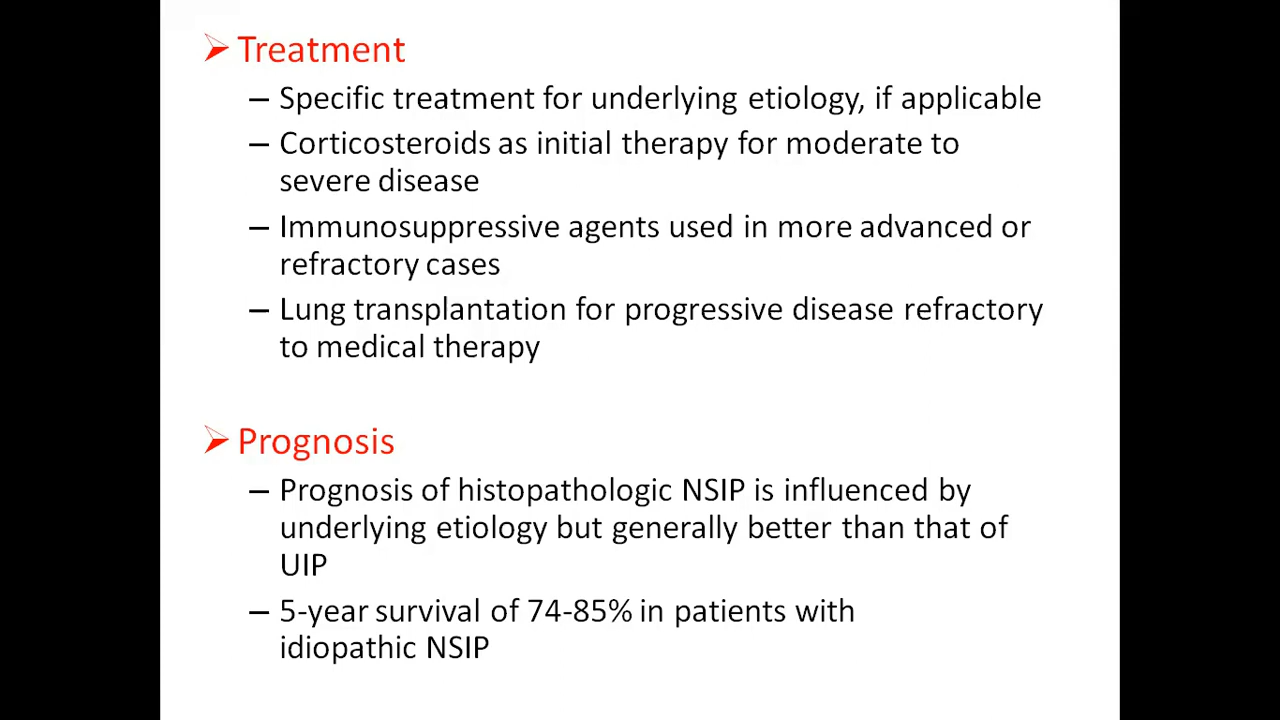 ➢ Treatment
– Specific treatment for underlying etiology, if applicable
– Corticosteroids as initial therapy for moderate to
severe disease
– Immunosuppressive agents used in more advanced or
refractory cases
– Lung transplantation for progressive disease refractory
to medical therapy
➢ Prognosis
– Prognosis of histopathologic NSIP is influenced by
underlying etiology but generally better than that of
UIP
– 5-year survival of 74-85% in patients with
idiopathic NSIP